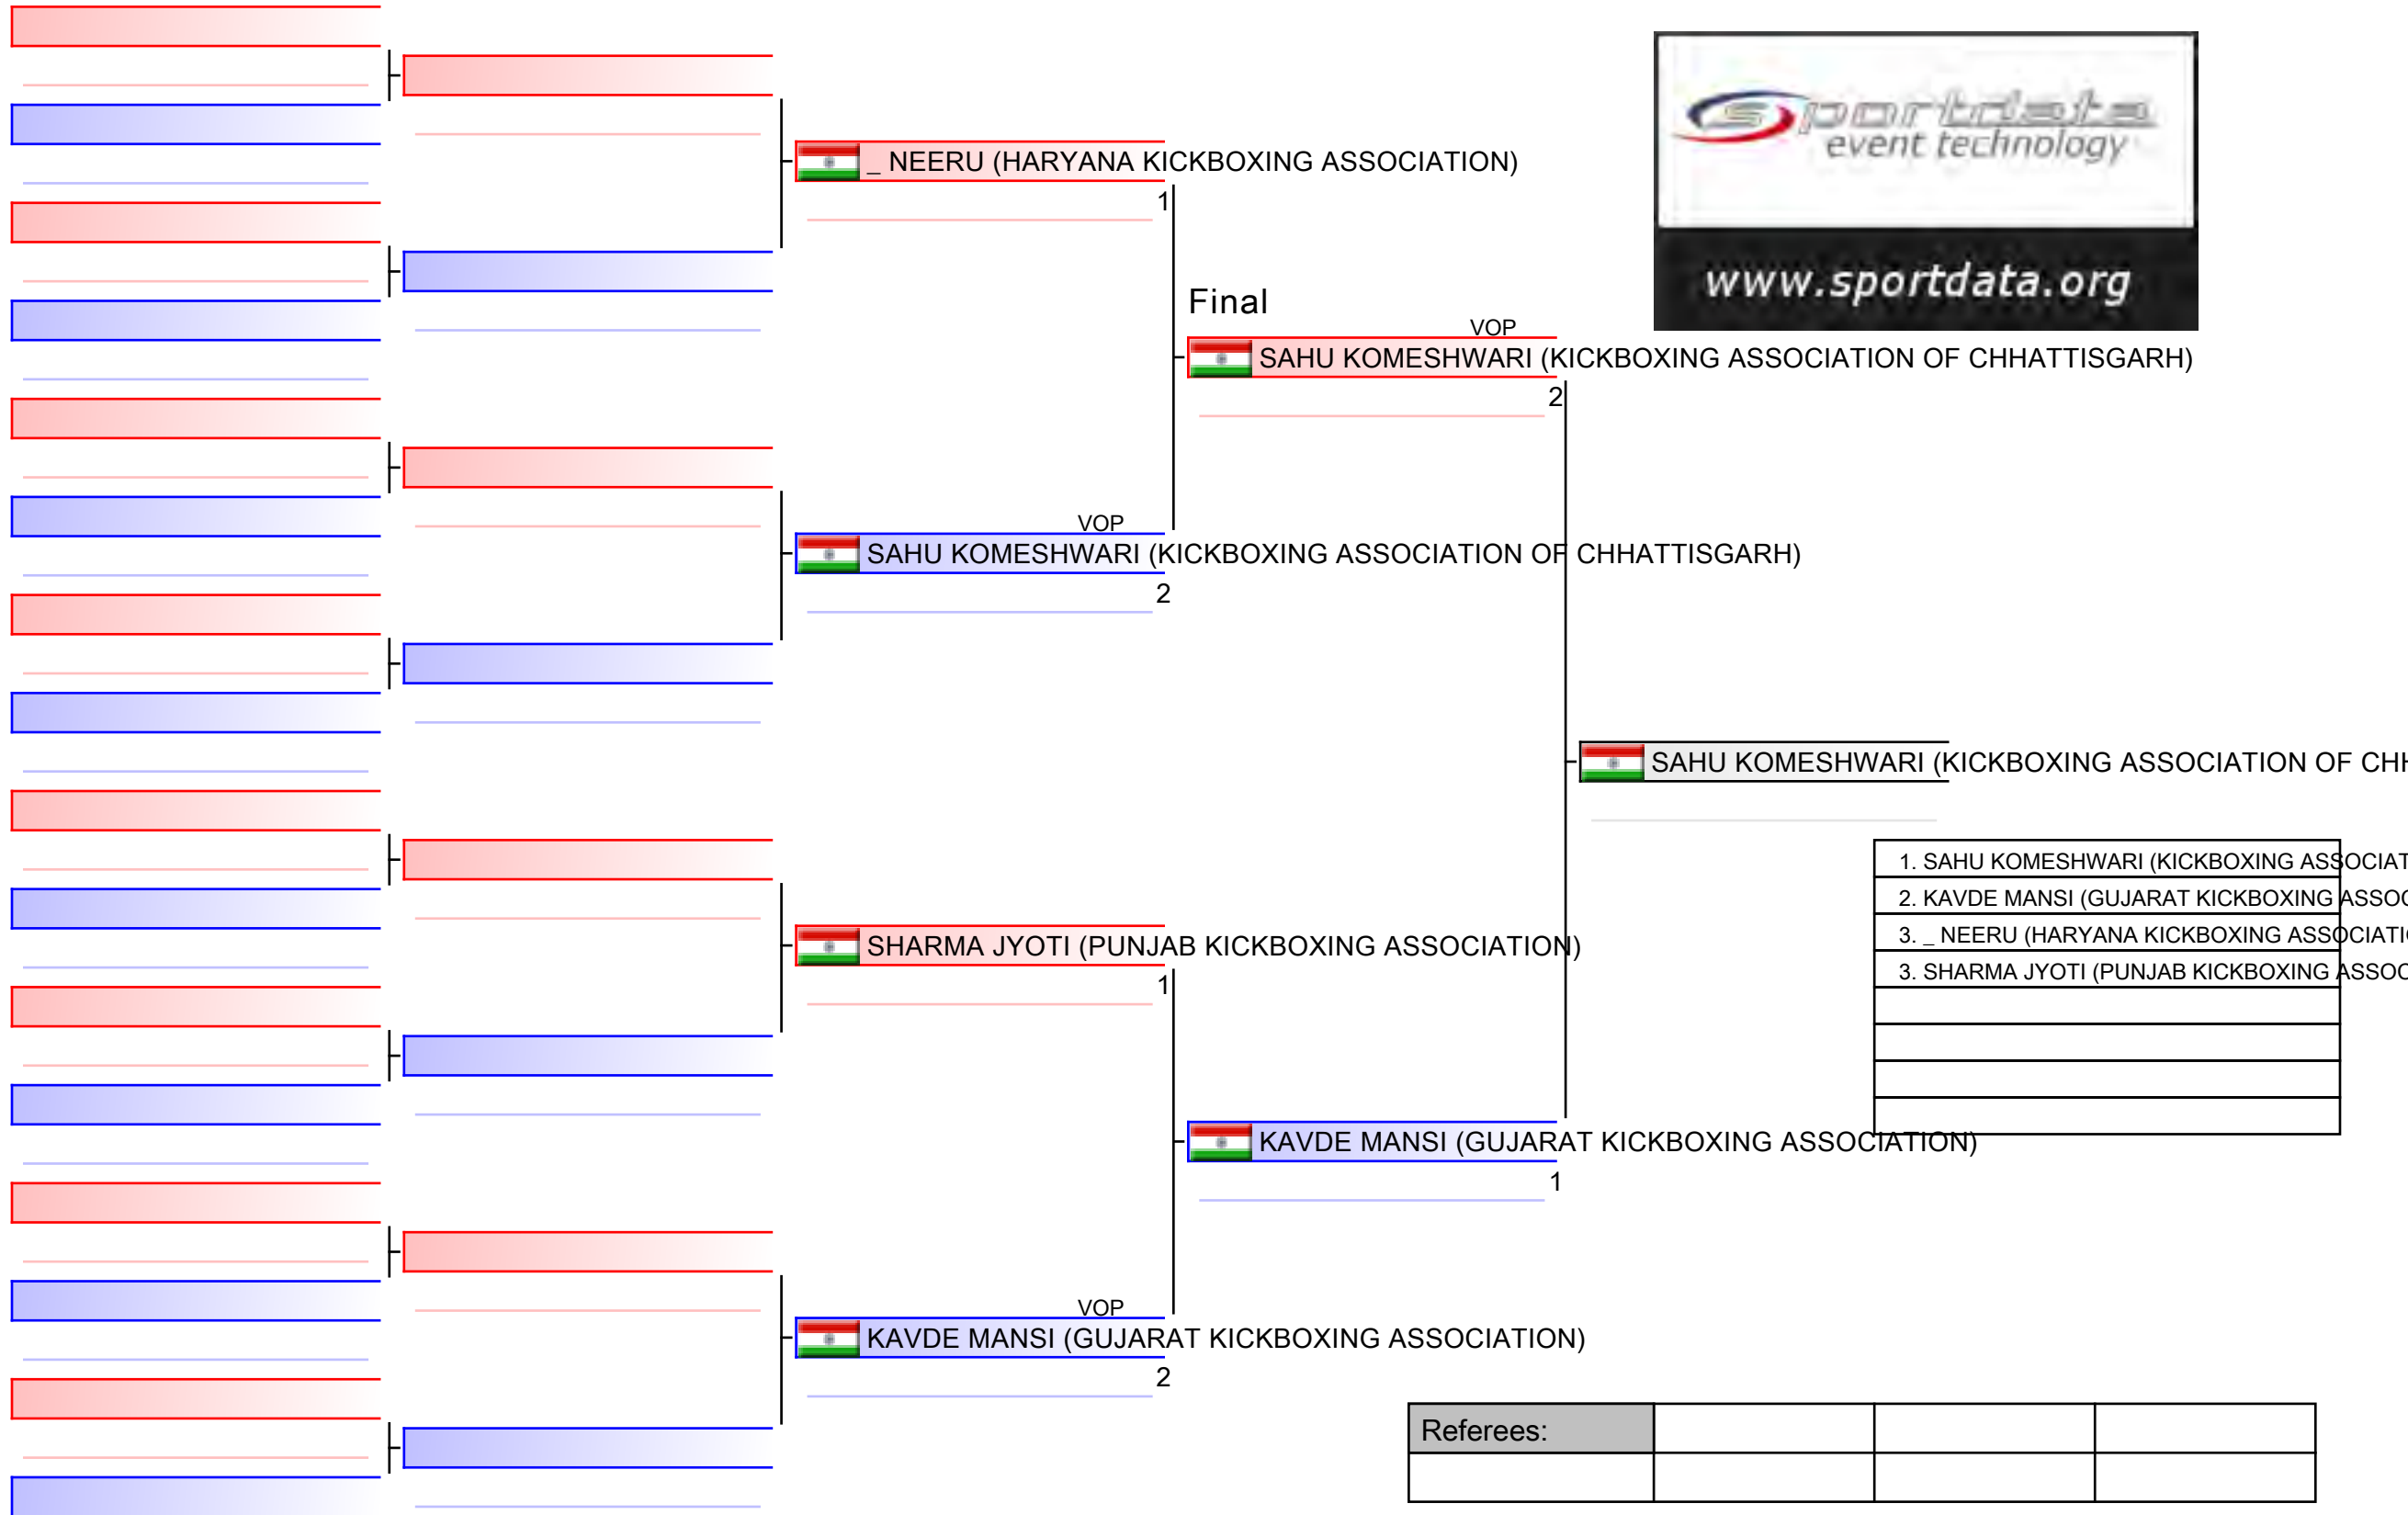 sportdata
event technology
www.sportdata.org
_ NEERU (HARYANA KICKBOXING ASSOCIATION)
1
Final
VOP
SAHU KOMESHWARI (KICKBOXING ASSOCIATION OF CHHATTISGARH)
2
VOP
SAHU KOMESHWARI (KICKBOXING ASSOCIATION OF CHHATTISGARH)
2
SAHU KOMESHWARI (KICKBOXING ASSOCIATION OF CHH
1. SAHU KOMESHWARI (KICKBOXING ASSOCIAT
2. KAVDE MANSI (GUJARAT KICKBOXING ASSOC
3. _ NEERU (HARYANA KICKBOXING ASSOCIATIO
3. SHARMA JYOTI (PUNJAB KICKBOXING ASSOC
SHARMA JYOTI (PUNJAB KICKBOXING ASSOCIATION)
1
KAVDE MANSI (GUJARAT KICKBOXING ASSOCIATION)
1
VOP
KAVDE MANSI (GUJARAT KICKBOXING ASSOCIATION)
2
Referees: